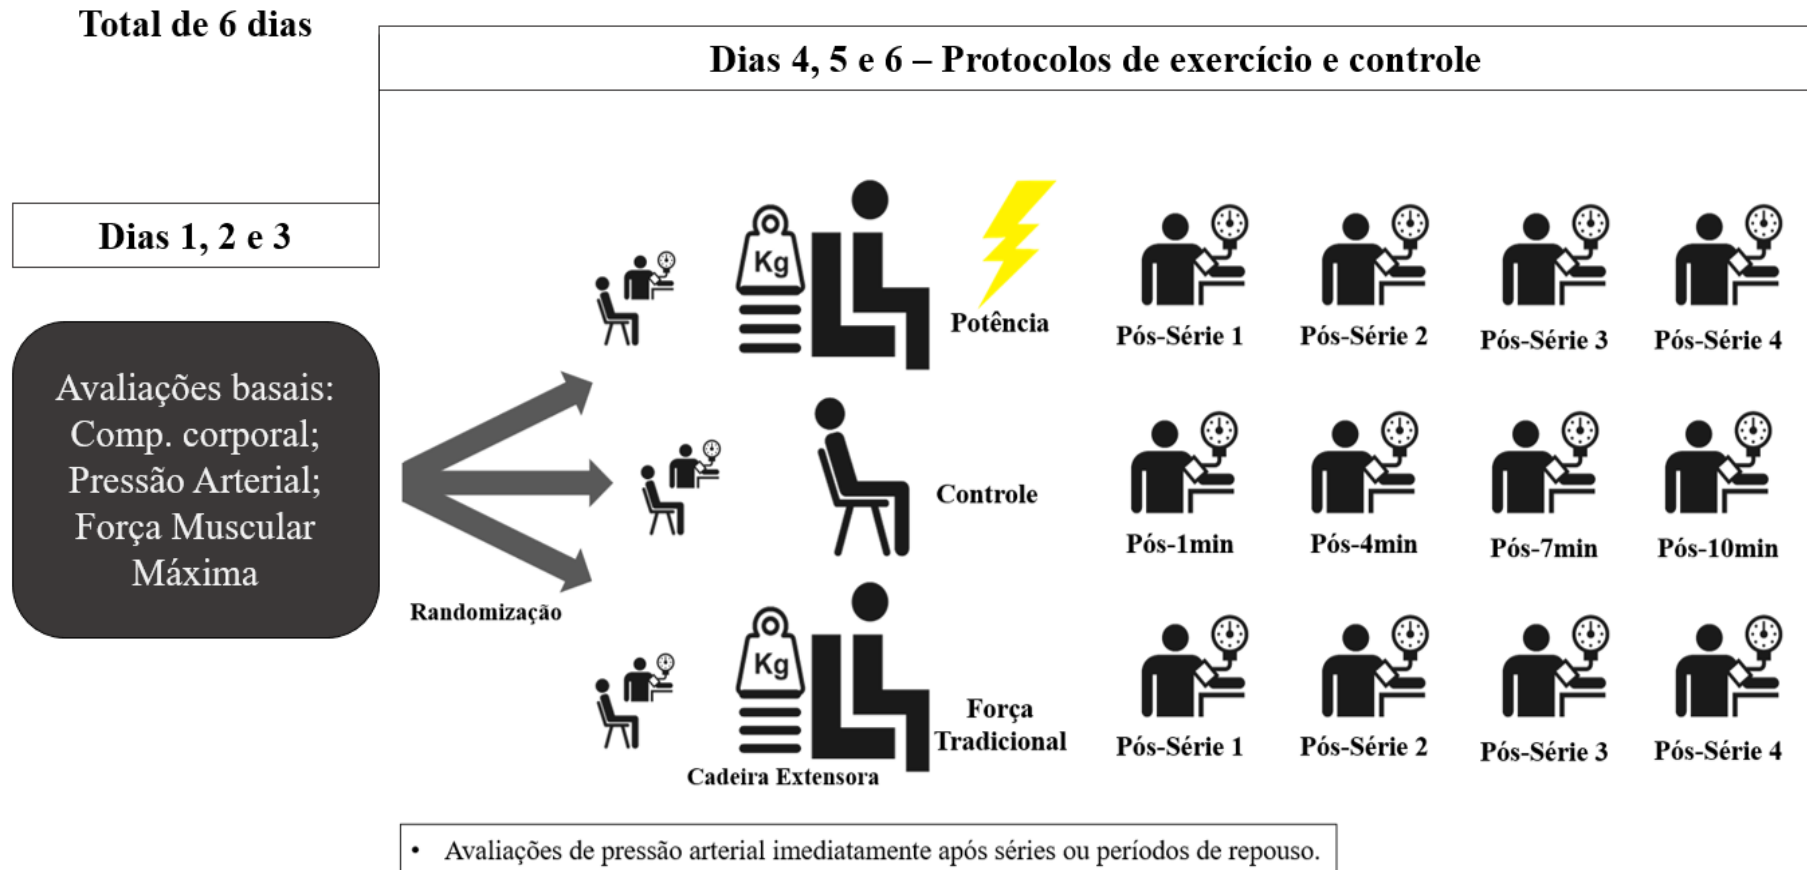 Total de 6 dias
Dias 4, 5 e 6 – Protocolos de exercício e controle
Dias 1, 2 e 3
Avaliações basais:
Comp. corporal;
Pressão Arterial;
Força Muscular
Máxima
Randomização
Kg
Potência
Pós-Série 1
Pós-Série 2
Pós-Série 3
Pós-Série 4
Controle
Pós-1min
Pós-4min
Pós-7min
Pós-10min
Kg
Força
Tradicional
Cadeira Extensora
Pós-Série 1
Pós-Série 2
Pós-Série 3
Pós-Série 4
• Avaliações de pressão arterial imediatamente após séries ou períodos de repouso.